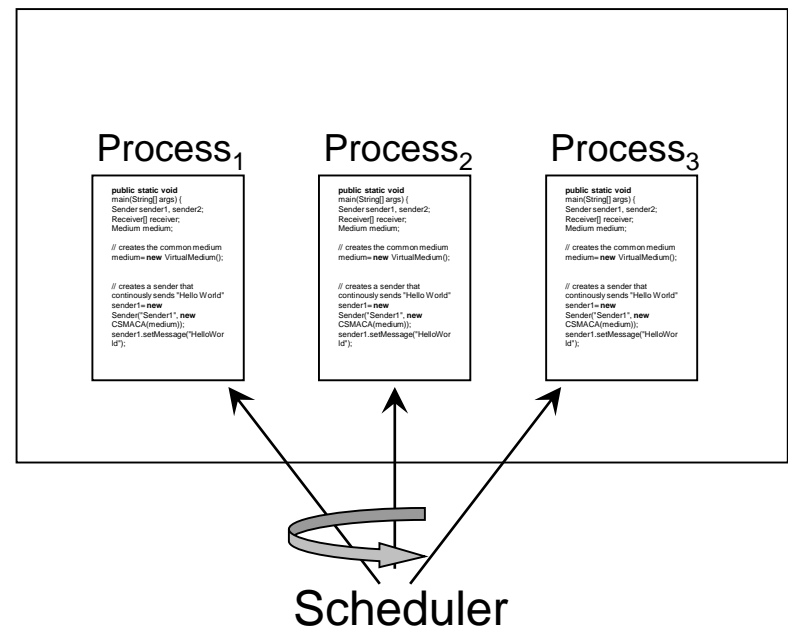 Process1
public static void
main(String[] args) {
Sender sender1, sender2;
Receiver[] receiver;
Medium medium;
// creates the common medium
medium= new VirtualMedium();
// creates a sender that
continously sends "Hello World"
sender1= new
Sender("Sender1", new
CSMACA(medium));
sender1.setMessage("HelloWor
ld");
Process2
public static void
main(String[] args) {
Sender sender1, sender2;
Receiver[] receiver;
Medium medium;
// creates the common medium
medium= new VirtualMedium();
// creates a sender that
continously sends "Hello World"
sender1= new
Sender("Sender1", new
CSMACA(medium));
sender1.setMessage("HelloWor
ld");
Process3
public static void
main(String[] args) {
Sender sender1, sender2;
Receiver[] receiver;
Medium medium;
// creates the common medium
medium= new VirtualMedium();
// creates a sender that
continously sends "Hello World"
sender1= new
Sender("Sender1", new
CSMACA(medium));
sender1.setMessage("HelloWor
ld");
Scheduler